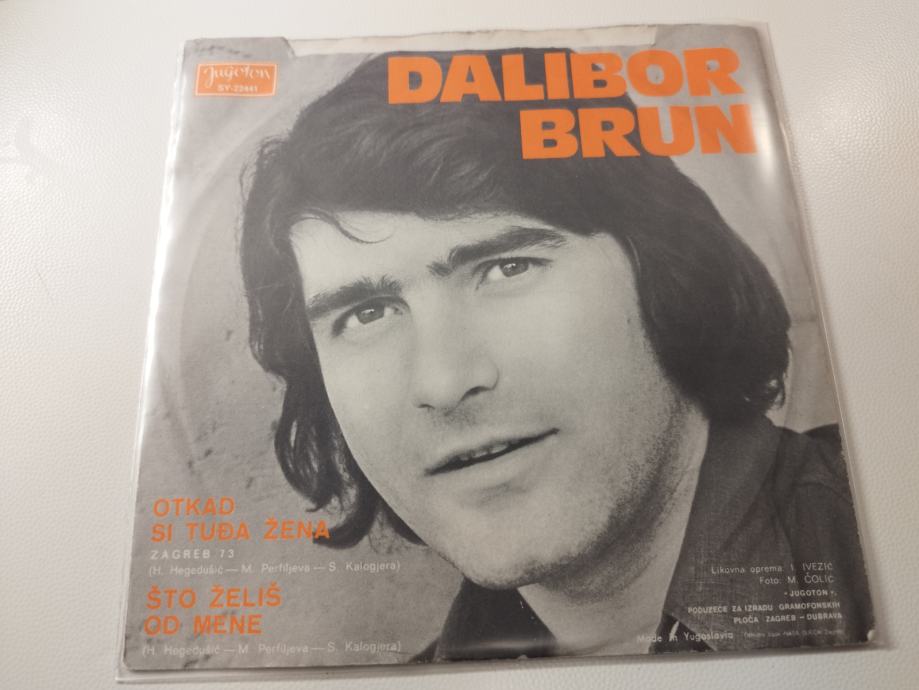 Jugoton
SY-22441
DALIBOR
BRUN
OTKAD
SI TUĐA ŽENA
ZAGREB 73
(H. Hegedušić — M. Perfiljeva — S. Kalogjera)
ŠTO ŽELIŠ
OD MENE
(H. Hegedušić — M. Perfiljeva — S. Kalogjera)
Likovna oprema: I. IVEZIĆ
Foto: M. ČOLIĆ
»JUGOTON«,
PODUZEĆE ZA IZRADU GRAMOFONSKIH
PLOČA ZAGREB — DUBRAVA
Made in Yugoslavia